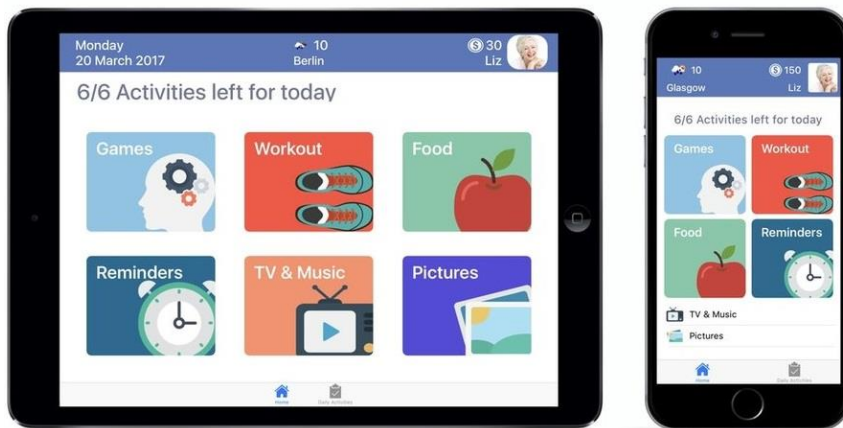 Monday
20 March 2017
10
Berlin
30
Liz
6/6 Activities left for today
Games
Workout
Food
Reminders
TV & Music
Pictures
Home
Daily Activities
10
Glasgow
150
Liz
6/6 Activities left for today
Games
Workout
Food
Reminders
TV & Music
Pictures
Home
Daily Activities